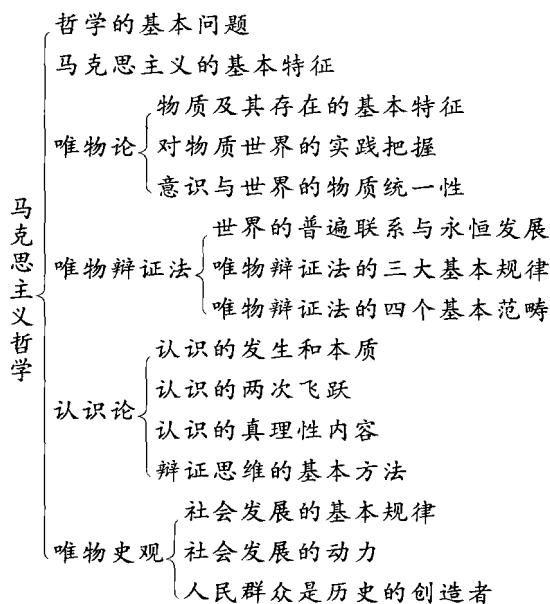 哲学的基本问题
马克思主义的基本特征
物质及其存在的基本特征
唯物论
对物质世界的实践把握
意识与世界的物质统一性
马克思主义哲学
世界的普遍联系与永恒发展
唯物辩证法
唯物辩证法的三大基本规律
唯物辩证法的四个基本范畴
认识的发生和本质
认识的两次飞跃
认识论
认识的真理性内容
辩证思维的基本方法
社会发展的基本规律
唯物史观
社会发展的动力
人民群众是历史的创造者